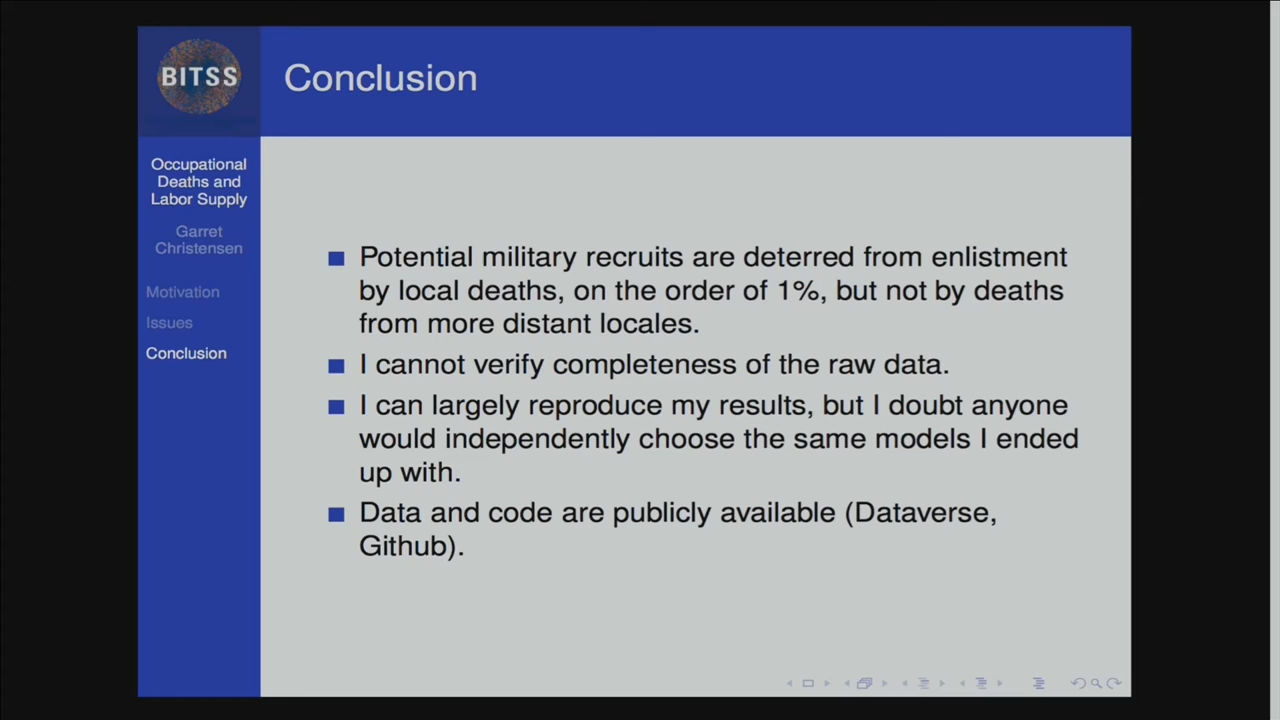 BITSS
Conclusion
Occupational
Deaths and
Labor Supply
Garret
Christensen
Motivation
Issues
Conclusion
Potential military recruits are deterred from enlistment
by local deaths, on the order of 1%, but not by deaths
from more distant locales.
I cannot verify completeness of the raw data.
I can largely reproduce my results, but I doubt anyone
would independently choose the same models I ended
up with.
Data and code are publicly available (Dataverse,
Github).